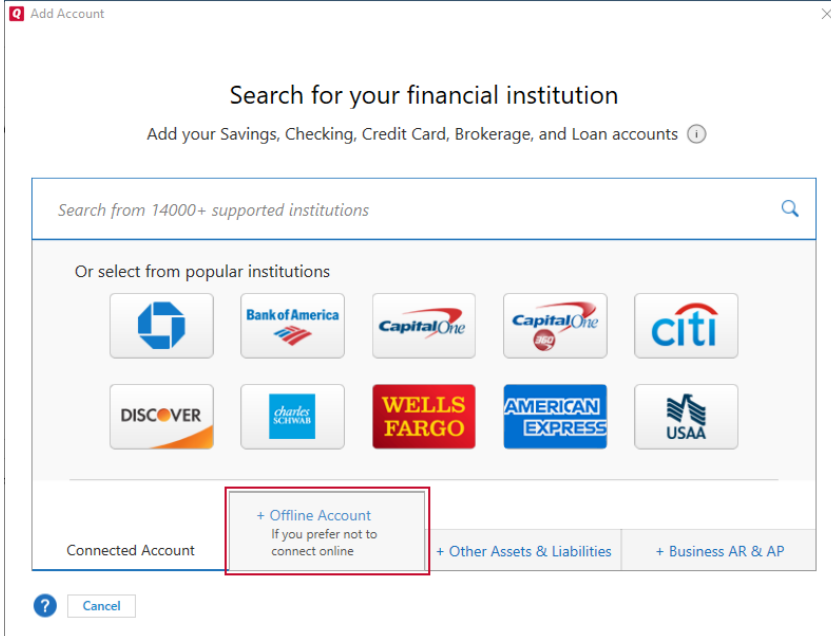 Q Add Account
Search for your financial institution
Add your Savings, Checking, Credit Card, Brokerage, and Loan accounts i
Search from 14000+ supported institutions
Or select from popular institutions
Bank of America
Capital One
Capital One
360
citi
DISCOVER
charles
SCHWAB
WELLS
FARGO
AMERICAN
EXPRESS
USAA
+ Offline Account
If you prefer not to
connect online
Connected Account
+ Other Assets & Liabilities
+ Business AR & AP
? Cancel